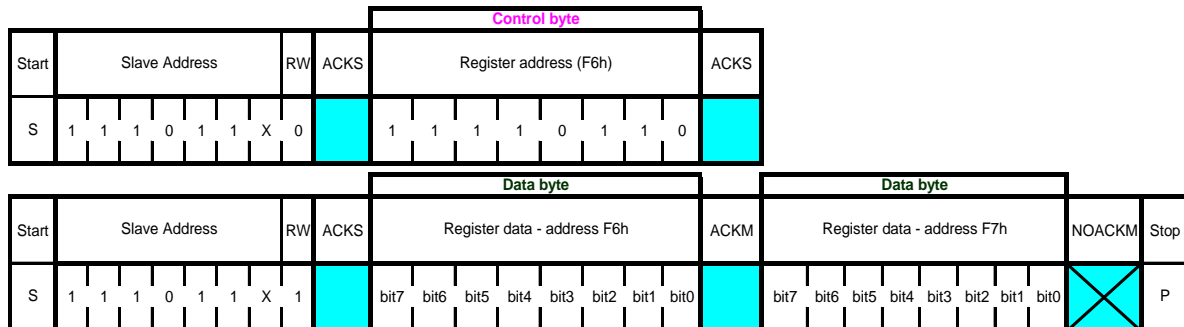 Control byte
Start Slave Address RW ACKS Register address (F6h) ACKS
S 1 1 1 0 1 1 X 0 1 1 1 1 0 1 1 0
Data byte Data byte
Start Slave Address RW ACKS Register data - address F6h ACKM Register data - address F7h NOACKM Stop
S 1 1 1 0 1 1 X 1 bit7 bit6 bit5 bit4 bit3 bit2 bit1 bit0 bit7 bit6 bit5 bit4 bit3 bit2 bit1 bit0 P